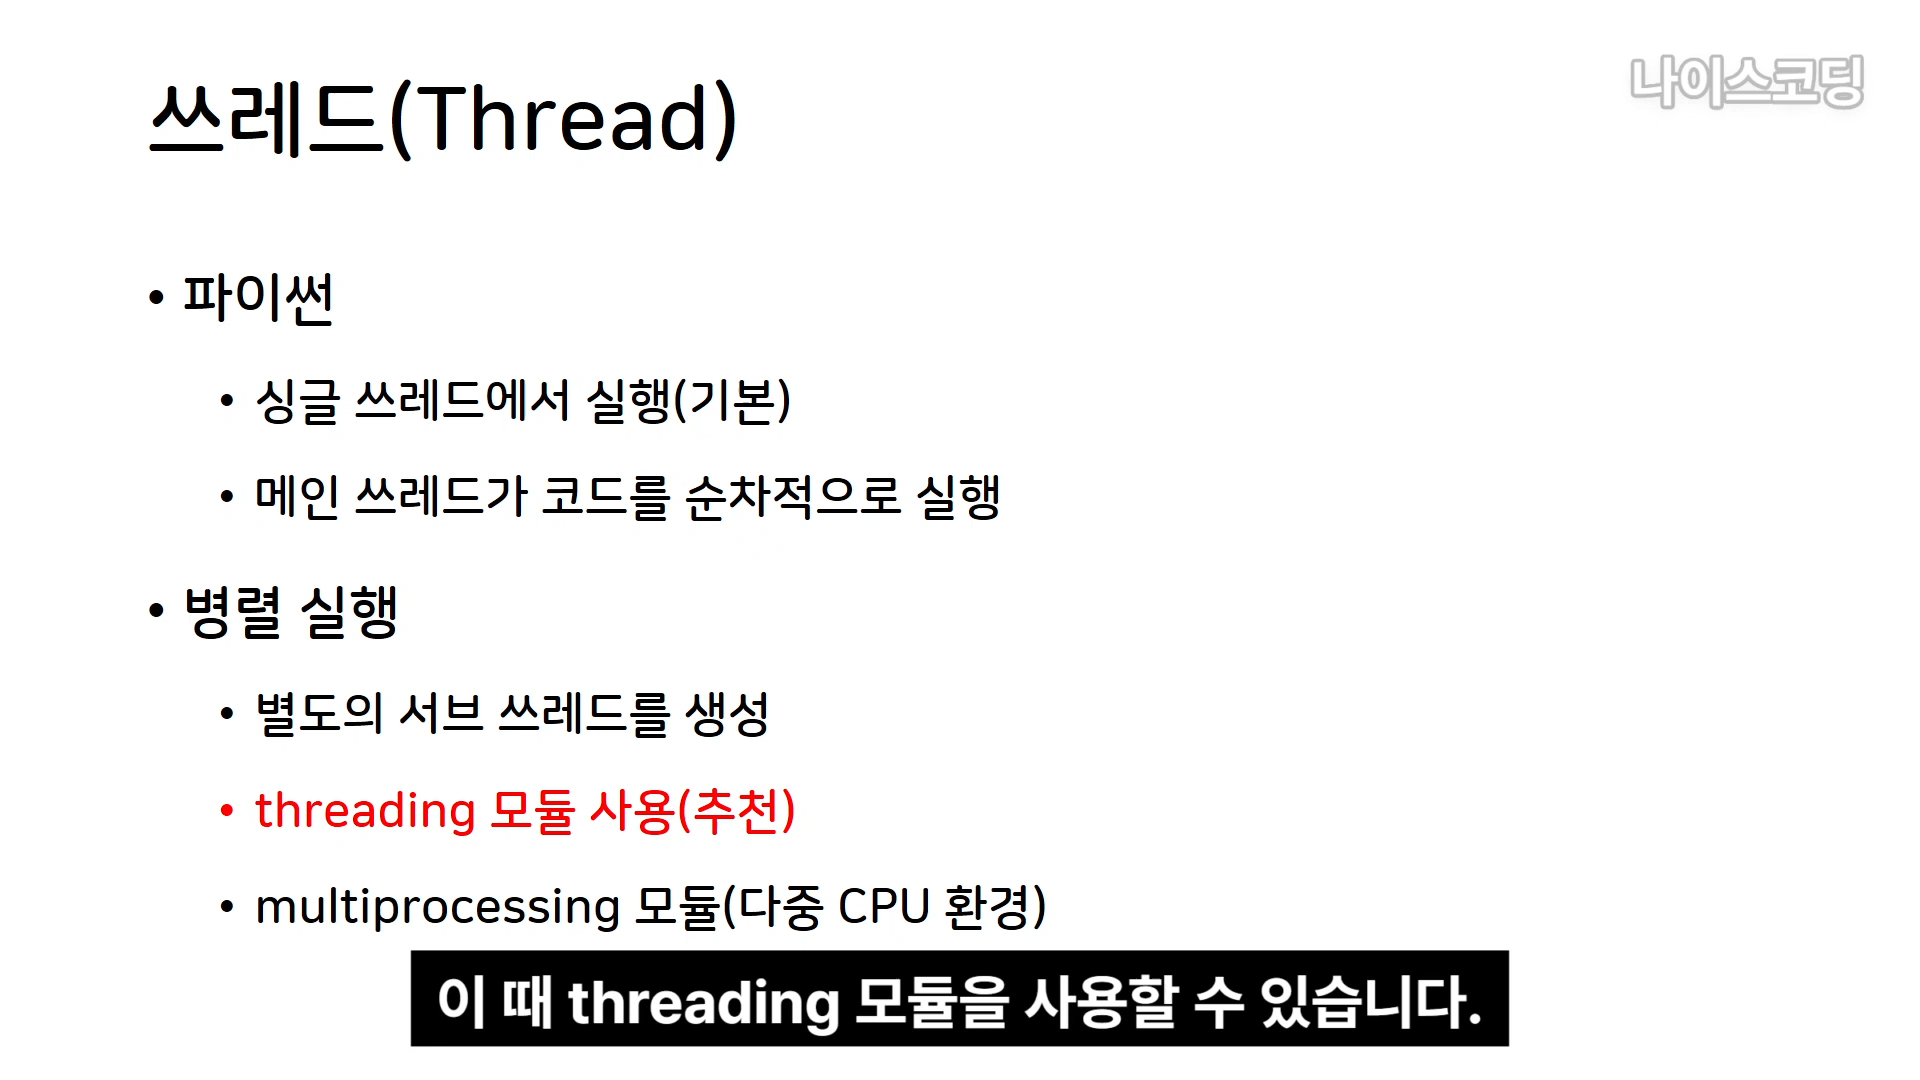 나이스코딩
쓰레드(Thread)
• 파이썬
• 싱글 쓰레드에서 실행(기본)
• 메인 쓰레드가 코드를 순차적으로 실행
• 병렬 실행
• 별도의 서브 쓰레드를 생성
• threading 모듈 사용(추천)
• multiprocessing 모듈(다중 CPU 환경)
이 때 threading 모듈을 사용할 수 있습니다.